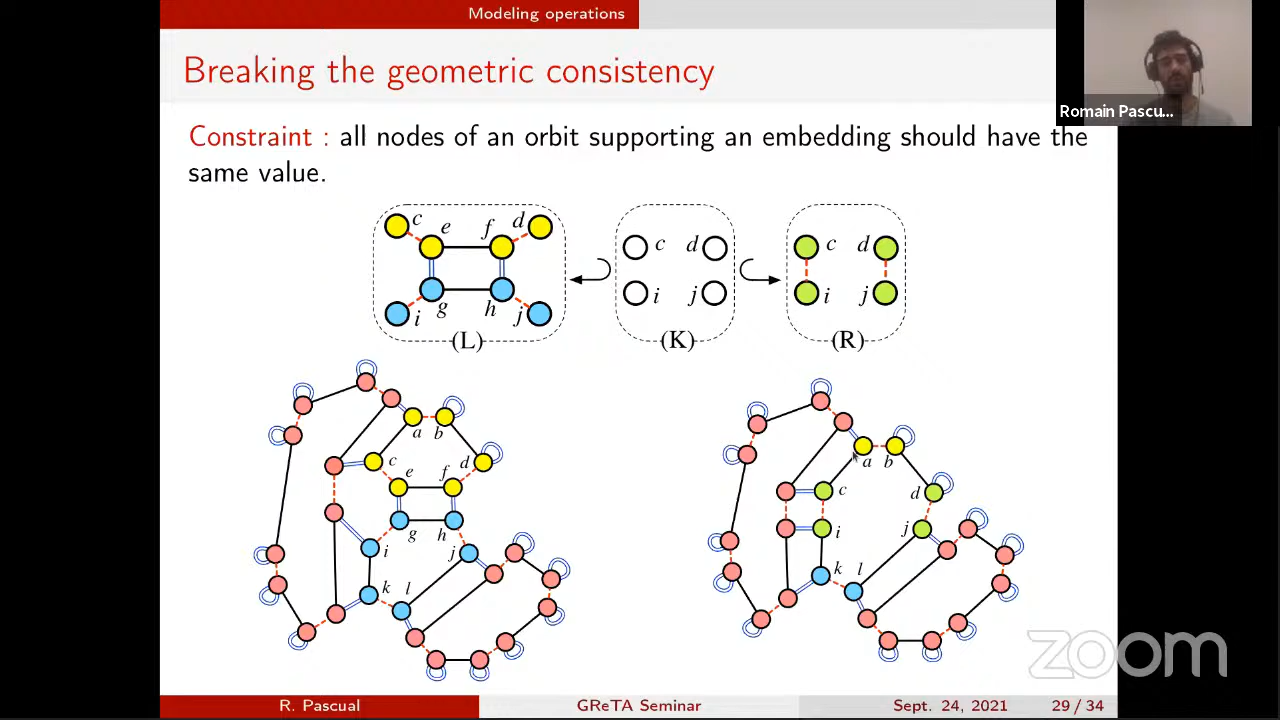 Modeling operations
Breaking the geometric consistency
Romain Pascu...
Constraint : all nodes of an orbit supporting an embedding should have the
same value.
c e f d
g h
i j
(L)
c d
i j
(K)
c d
i j
(R)
a b
c d
e f
g h
i j
k l
a b
c d
i j
k l
zoom
R. Pascual GReTA Seminar Sept. 24, 2021 29 / 34